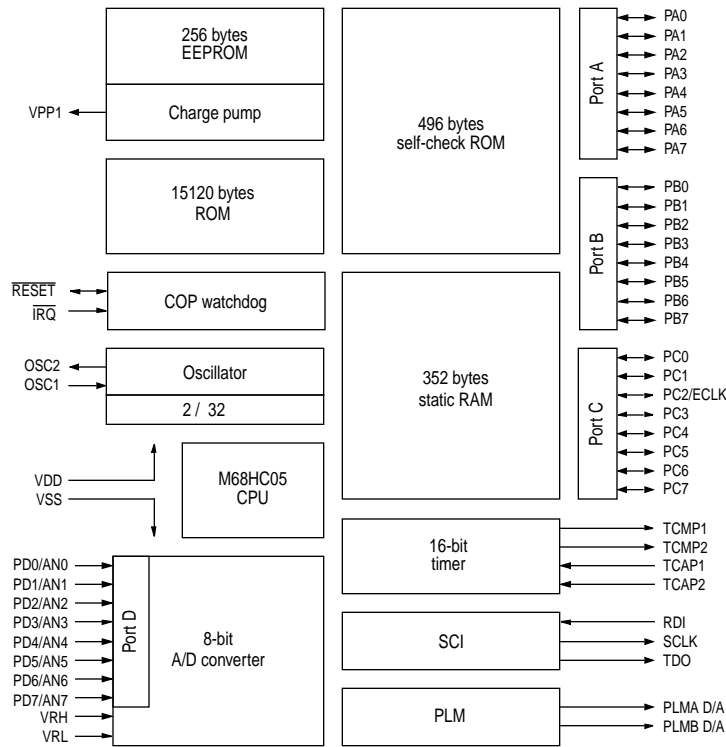 256 bytes
EEPROM
Charge pump
VPP1
15120 bytes
ROM
496 bytes
self-check ROM
Port A
PA0
PA1
PA2
PA3
PA4
PA5
PA6
PA7
Port B
PB0
PB1
PB2
PB3
PB4
PB5
PB6
PB7
RESET
IRQ
COP watchdog
OSC2
OSC1
Oscillator
2 / 32
352 bytes
static RAM
Port C
PC0
PC1
PC2/ECLK
PC3
PC4
PC5
PC6
PC7
VDD
VSS
M68HC05
CPU
16-bit
timer
TCMP1
TCMP2
TCAP1
TCAP2
PD0/AN0
PD1/AN1
PD2/AN2
PD3/AN3
PD4/AN4
PD5/AN5
PD6/AN6
PD7/AN7
VRH
VRL
Port D
8-bit
A/D converter
SCI
RDI
SCLK
TDO
PLM
PLMA D/A
PLMB D/A